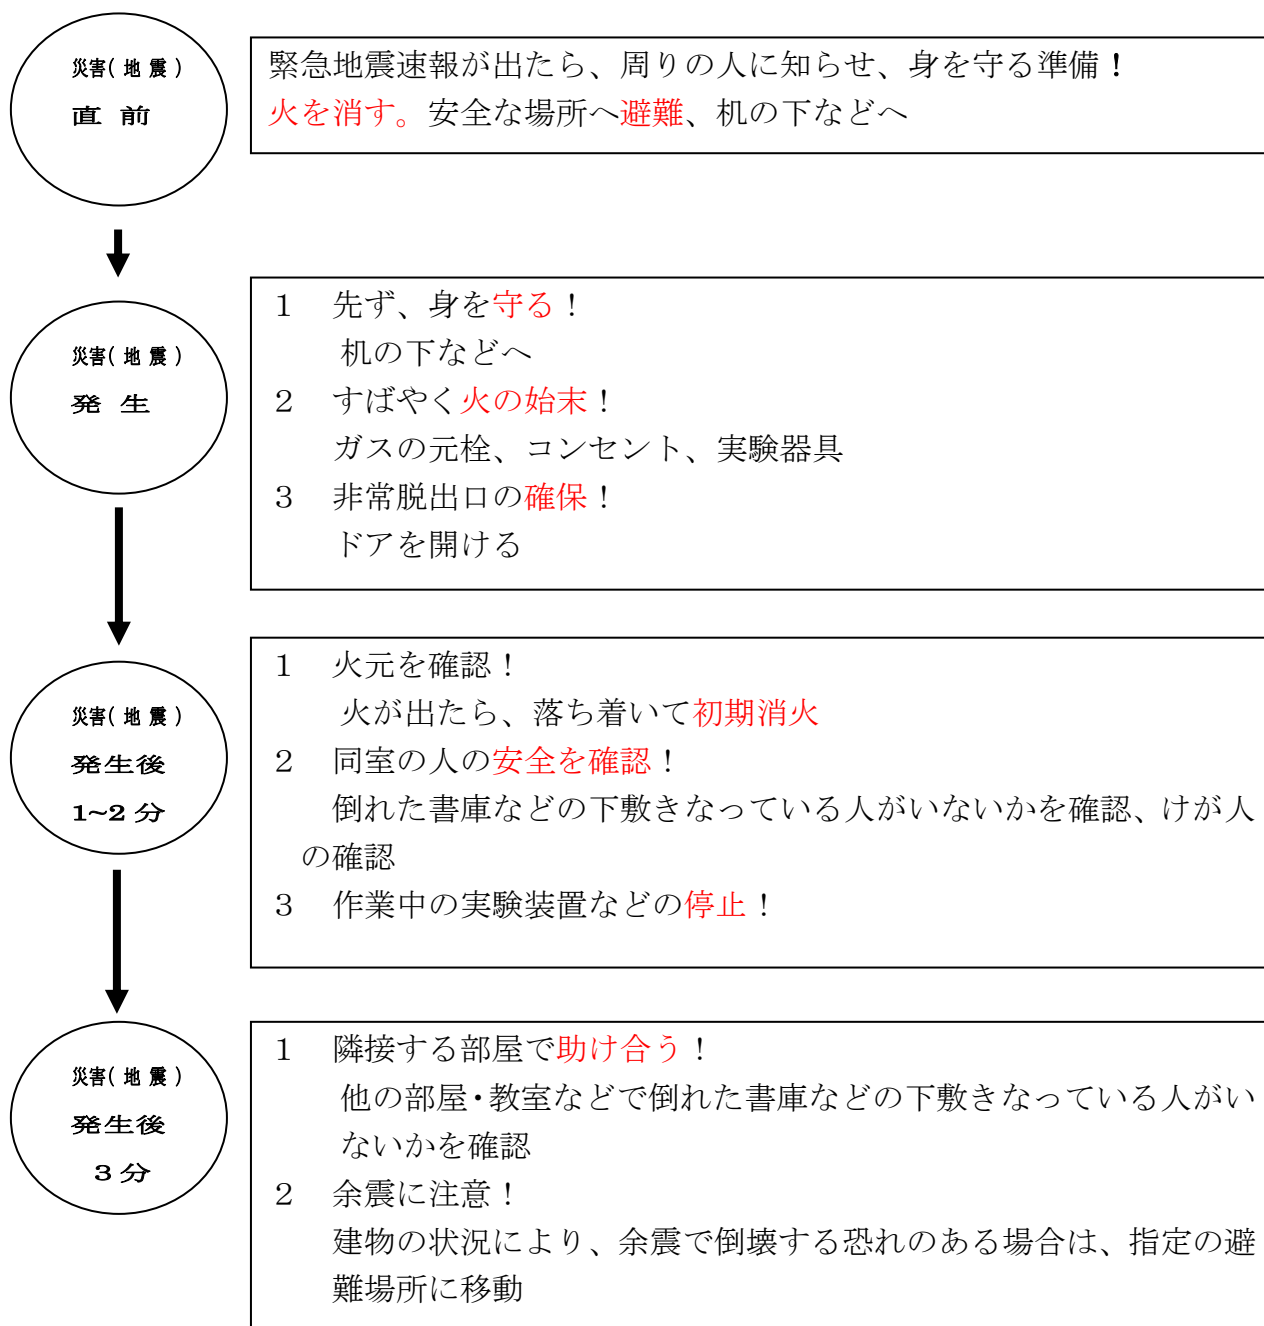 災害(地震)
直前
緊急地震速報が出たら、周りの人に知らせ、身を守る準備！
火を消す。安全な場所へ避難、机の下などへ
災害(地震)
発生
１　先ず、身を守る！
机の下などへ
２　すばやく火の始末！
ガスの元栓、コンセント、実験器具
３　非常脱出口の確保！
ドアを開ける
災害(地震)
発生後
1~2 分
１　火元を確認！
火が出たら、落ち着いて初期消火
２　同室の人の安全を確認！
倒れた書庫などの下敷きなっている人がいないかを確認、けが人
の確認
３　作業中の実験装置などの停止！
災害(地震)
発生後
3 分
１　隣接する部屋で助け合う！
他の部屋・教室などで倒れた書庫などの下敷きなっている人がい
ないかを確認
２　余震に注意！
建物の状況により、余震で倒壊する恐れのある場合は、指定の避
難場所に移動